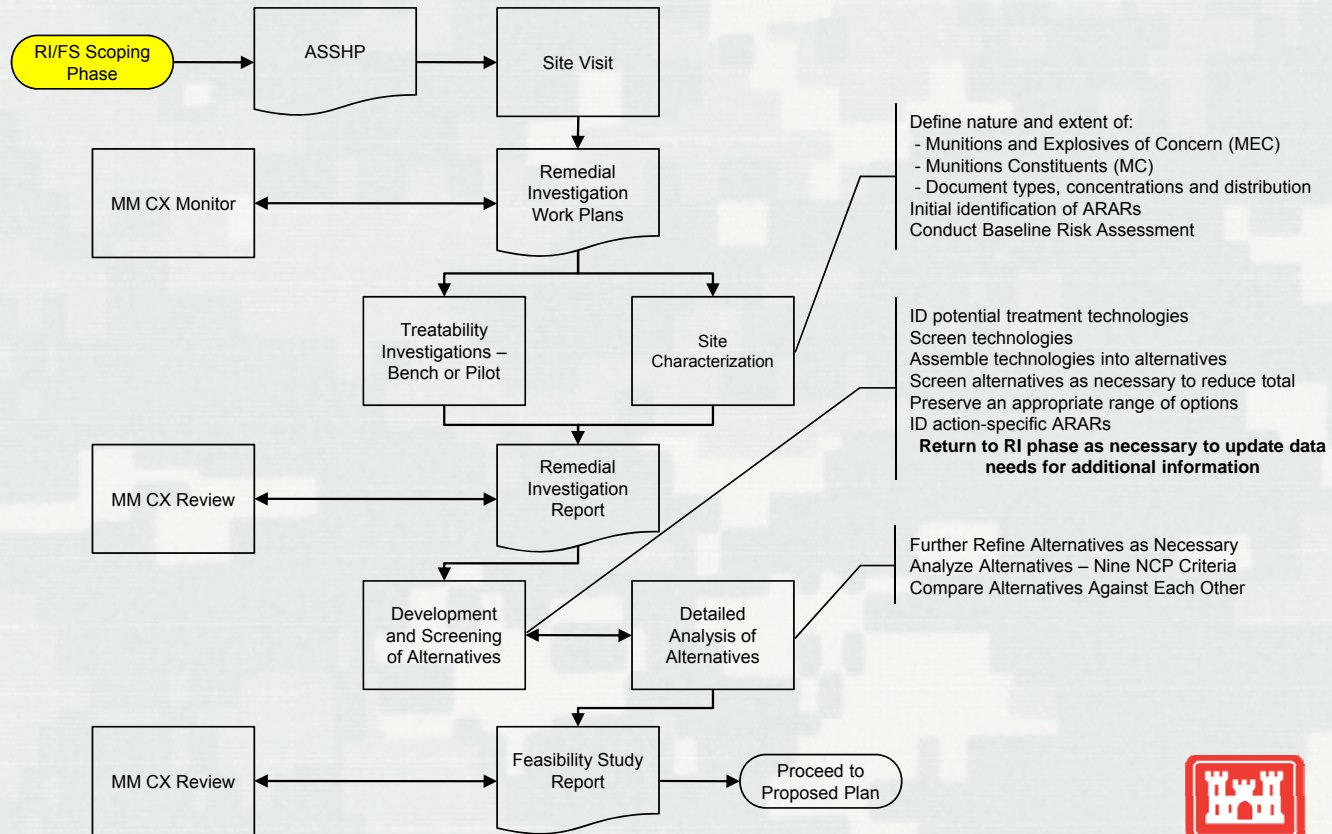 RI/FS Scoping
Phase
ASSHP
Site Visit
MM CX Monitor
Remedial
Investigation
Work Plans
Define nature and extent of:
- Munitions and Explosives of Concern (MEC)
- Munitions Constituents (MC)
- Document types, concentrations and distribution
Initial identification of ARARs
Conduct Baseline Risk Assessment
Treatability
Investigations –
Bench or Pilot
Site
Characterization
ID potential treatment technologies
Screen technologies
Assemble technologies into alternatives
Screen alternatives as necessary to reduce total
Preserve an appropriate range of options
ID action-specific ARARs
Return to RI phase as necessary to update data
needs for additional information
MM CX Review
Remedial
Investigation
Report
Development
and Screening
of Alternatives
Detailed
Analysis of
Alternatives
Further Refine Alternatives as Necessary
Analyze Alternatives – Nine NCP Criteria
Compare Alternatives Against Each Other
MM CX Review
Feasibility Study
Report
Proceed to
Proposed Plan